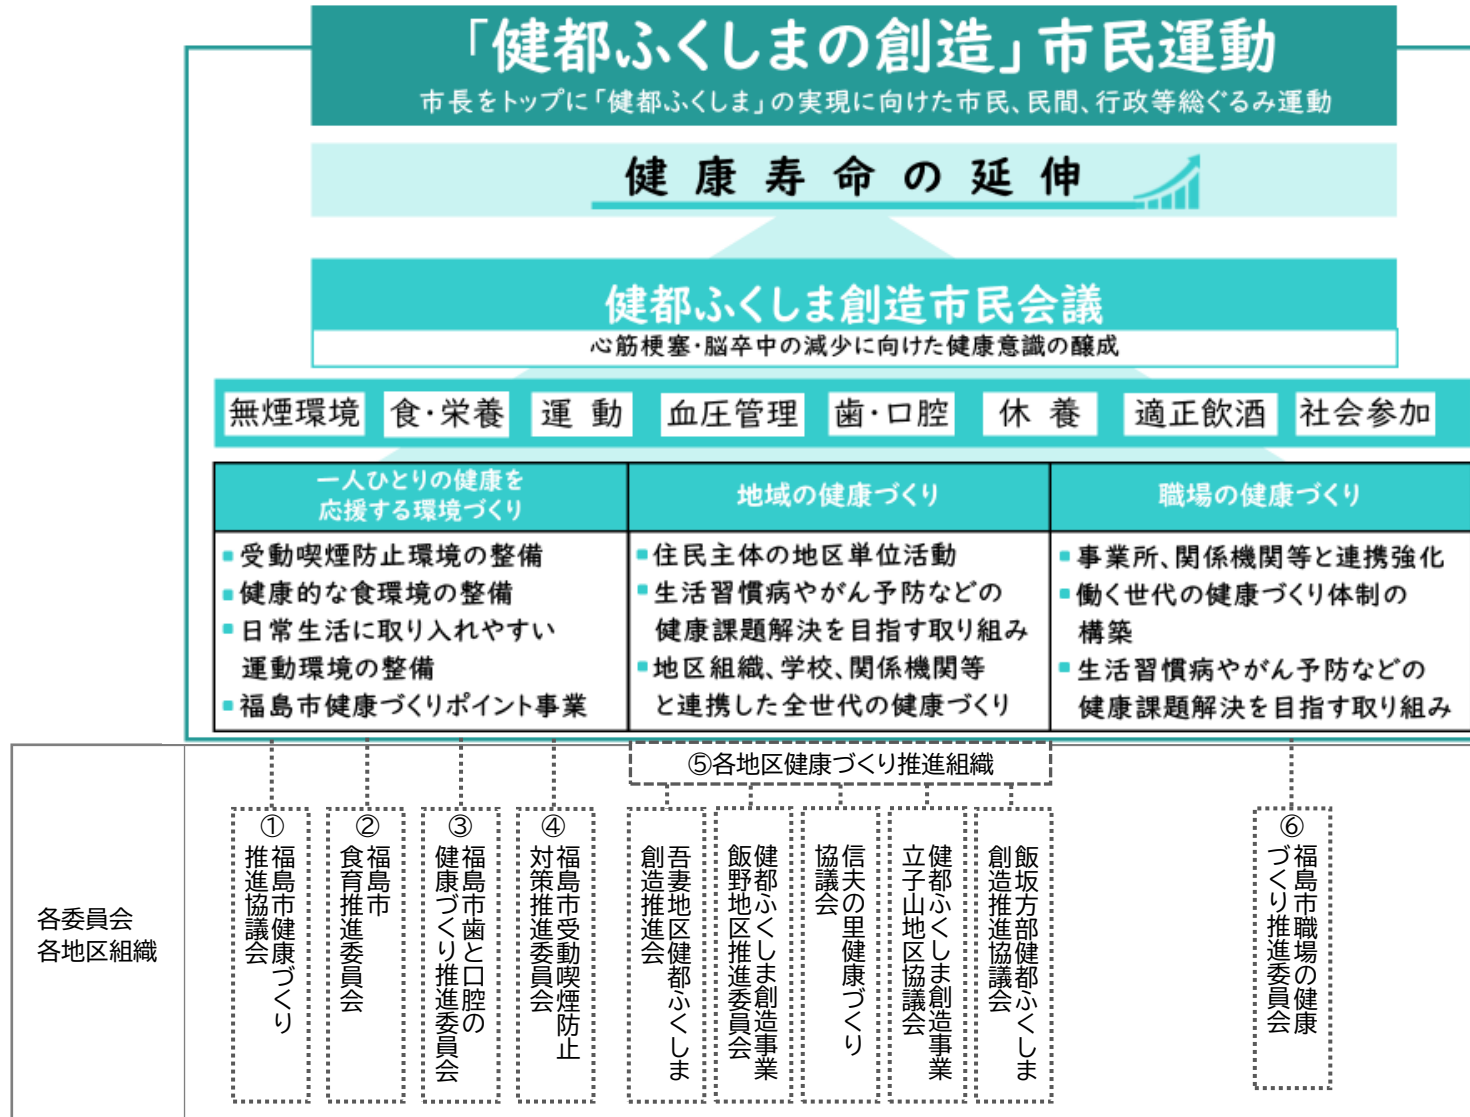 「健都ふくしまの創造」市民運動
市長をトップに「健都ふくしま」の実現に向けた市民、民間、行政等総ぐるみ運動
健康寿命の延伸
健都ふくしま創造市民会議
心筋梗塞・脳卒中の減少に向けた健康意識の醸成
無煙環境 食・栄養 運動 血圧管理 歯・口腔 休養 適正飲酒 社会参加
一人ひとりの健康を
応援する環境づくり
▪受動喫煙防止環境の整備
▪健康的な食環境の整備
▪日常生活に取り入れやすい
運動環境の整備
▪福島市健康づくりポイント事業
地域の健康づくり
▪住民主体の地区単位活動
▪生活習慣病やがん予防などの
健康課題解決を目指す取り組み
▪地区組織、学校、関係機関等
と連携した全世代の健康づくり
職場の健康づくり
▪事業所、関係機関等と連携強化
▪働く世代の健康づくり体制の
構築
▪生活習慣病やがん予防などの
健康課題解決を目指す取り組み
各委員会
各地区組織
①
福島市健康づくり
推進協議会
②
福島市
食育推進委員会
③
福島市歯と口腔の
健康づくり推進委員会
④
福島市受動喫煙防止
対策推進委員会
⑤各地区健康づくり推進組織
吾妻地区健都ふくしま
創造推進会
健都ふくしま創造事業
飯野地区推進委員会
信夫の里健康づくり
協議会
健都ふくしま創造事業
立子山地区協議会
飯坂方部健都ふくしま
創造推進協議会
⑥
福島市職場の健康
づくり推進委員会